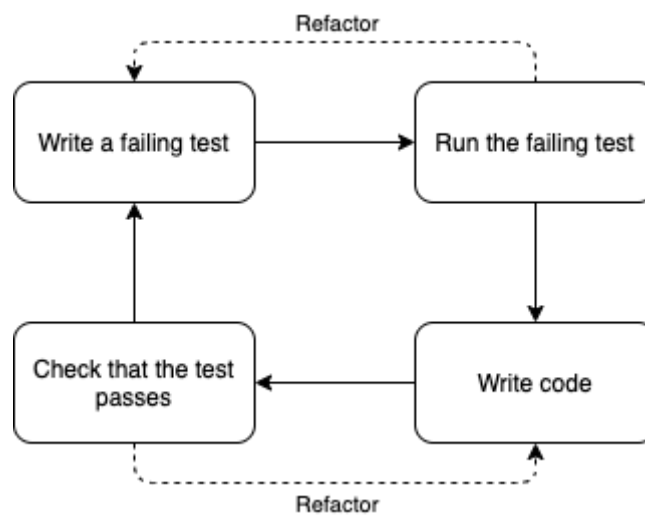 Refactor
Write a failing test
Run the failing test
Check that the test
passes
Write code
Refactor